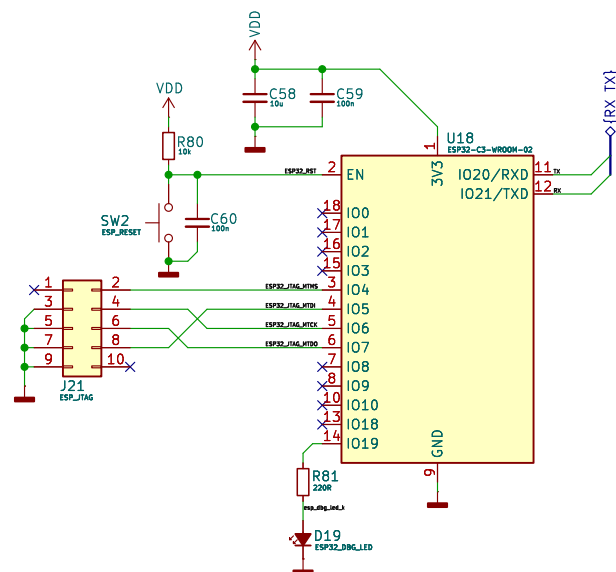 VDD
C58
10u
C59
100n
VDD
R80
10k
{RX TX}
U18
ESP32-C3-WROOM-02
1
3V3
ESP32_RST
2
EN
IO20/RXD
11
TX
IO21/TXD
12
RX
SW2
ESP_RESET
C60
100n
18
IO0
17
IO1
16
IO2
15
IO3
1
2
ESP32_JTAG_MTMS
3
IO4
3
4
ESP32_JTAG_MTDI
4
IO5
5
6
ESP32_JTAG_MTCK
5
IO6
7
8
ESP32_JTAG_MTDO
6
IO7
9
10
7
IO8
J21
ESP_JTAG
8
IO9
10
IO10
13
IO18
14
IO19
GND
9
R81
220R
esp_dbg_led_k
D19
ESP32_DBG_LED